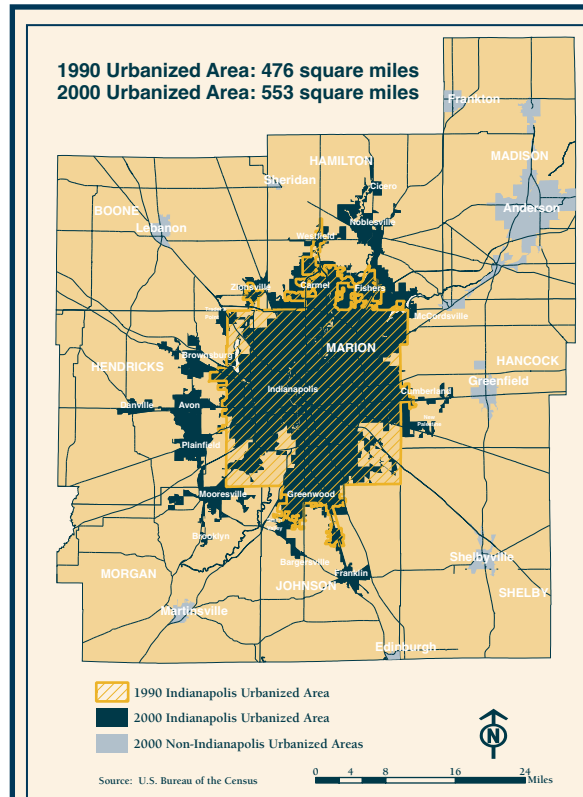 1990 Urbanized Area: 476 square miles
2000 Urbanized Area: 553 square miles
Frankton
HAMILTON
MADISON
Sheridan
Cicero
Anderson
BOONE
Noblesville
Lebanon
Westfield
Zionsville
Carmel
Fishers
McCordsville
MARION
Brownsburg
HANCOCK
HENDRICKS
Greenfield
Indianapolis
Cumberland
Danville
Avon
New
Palestine
Plainfield
Mooresville
Greenwood
Brooklyn
Shelbyville
Bargersville
MORGAN
Franklin
JOHNSON
SHELBY
Martinsville
Edinburgh
1990 Indianapolis Urbanized Area
2000 Indianapolis Urbanized Area
2000 Non-Indianapolis Urbanized Areas
N
Source: U.S. Bureau of the Census
0 4 8 16 24
Miles